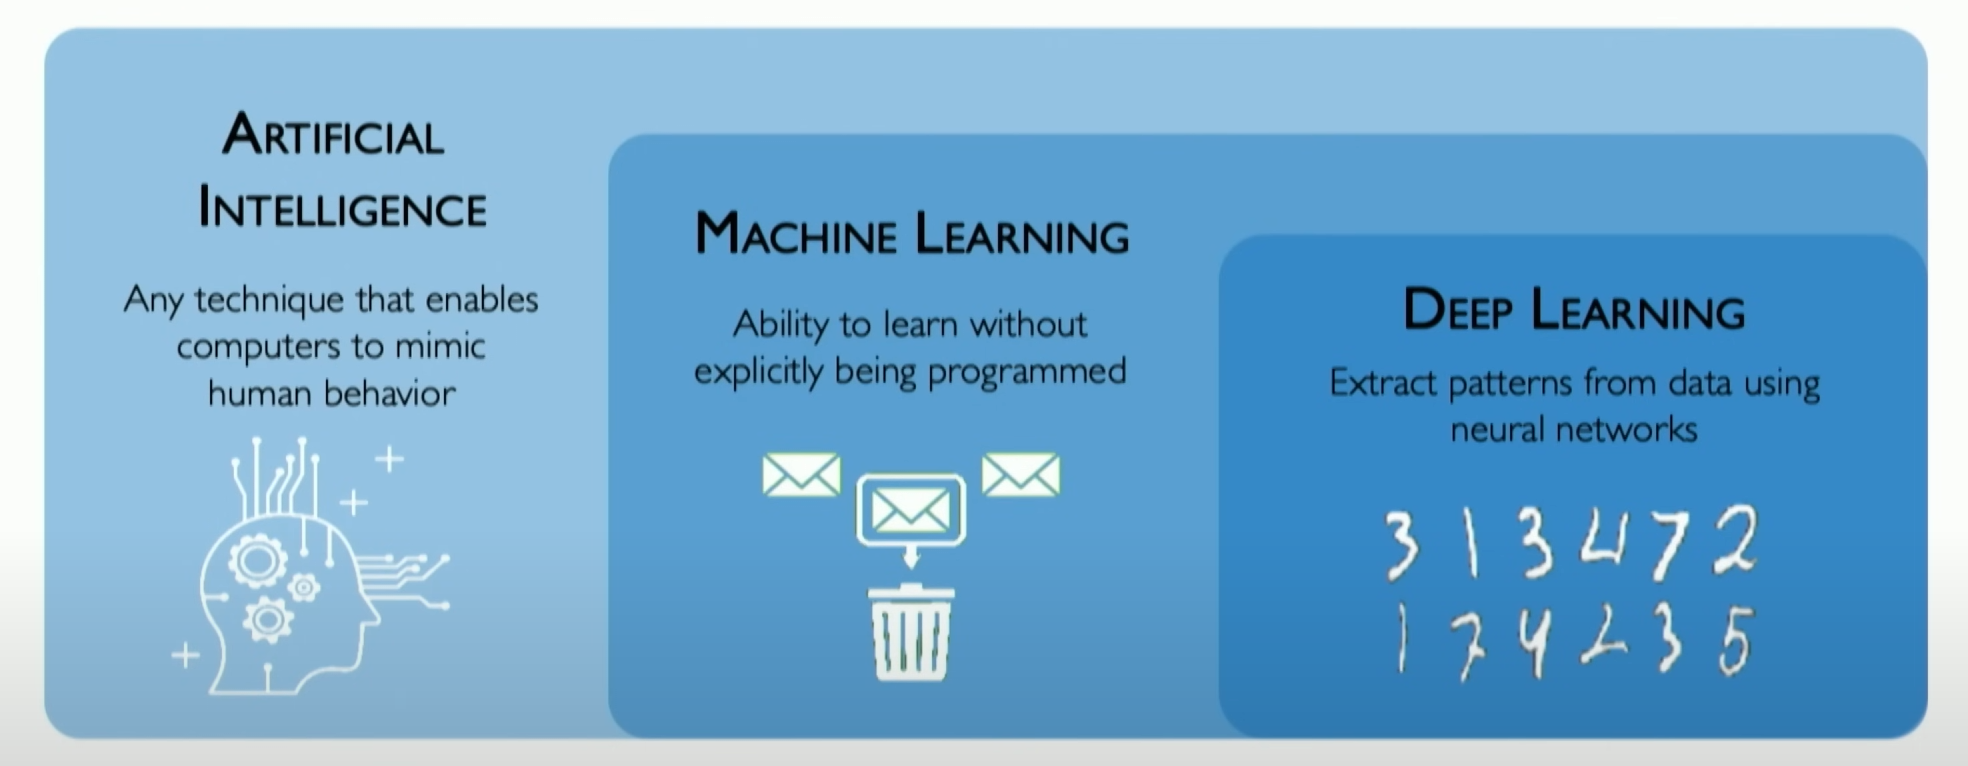 ARTIFICIAL
INTELLIGENCE
Any technique that enables
computers to mimic
human behavior
MACHINE LEARNING
Ability to learn without
explicitly being programmed
DEEP LEARNING
Extract patterns from data using
neural networks
3 1 3 4 7 2
1 7 4 2 3 5